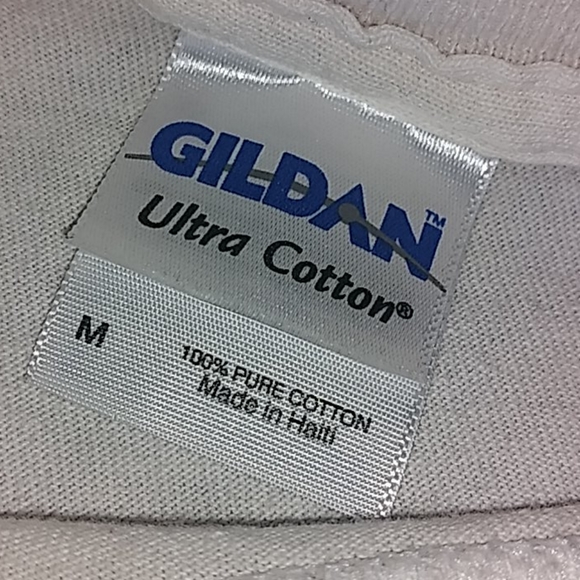 GILDAN™
Ultra Cotton®
M
100% PURE COTTON
Made in Haiti